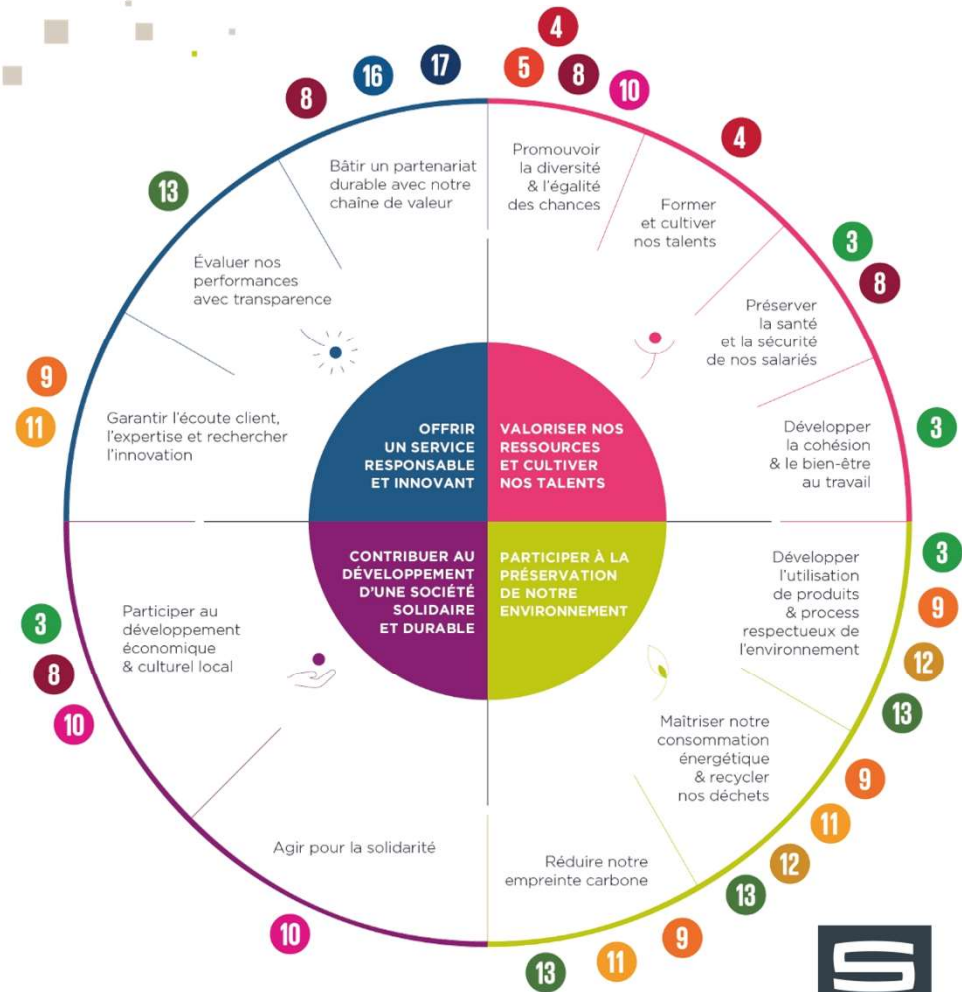 4
5
8
10
8
16
17
4
13
3
8
9
11
3
Bâtir un partenariat
durable avec notre
chaîne de valeur
Promouvoir
la diversité
& l'égalité
des chances
Former
et cultiver
nos talents
Évaluer nos
performances
avec transparence
Préserver
la santé
et la sécurité
de nos salariés
Garantir l'écoute client,
l'expertise et rechercher
l'innovation
Développer
la cohésion
& le bien-être
au travail
OFFRIR
UN SERVICE
RESPONSABLE
ET INNOVANT
VALORISER NOS
RESSOURCES
ET CULTIVER
NOS TALENTS
CONTRIBUER AU
DÉVELOPPEMENT
D'UNE SOCIÉTÉ
SOLIDAIRE
ET DURABLE
PARTICIPER À LA
PRÉSERVATION
DE NOTRE
ENVIRONNEMENT
Participer au
développement
économique
& culturel local
3
8
10
Développer
l'utilisation
de produits
& process
respectueux de
l'environnement
3
9
12
13
Maîtriser notre
consommation
énergétique
& recycler
nos déchets
9
11
12
13
Agir pour la solidarité
10
Réduire notre
empreinte carbone
9
11
13
S